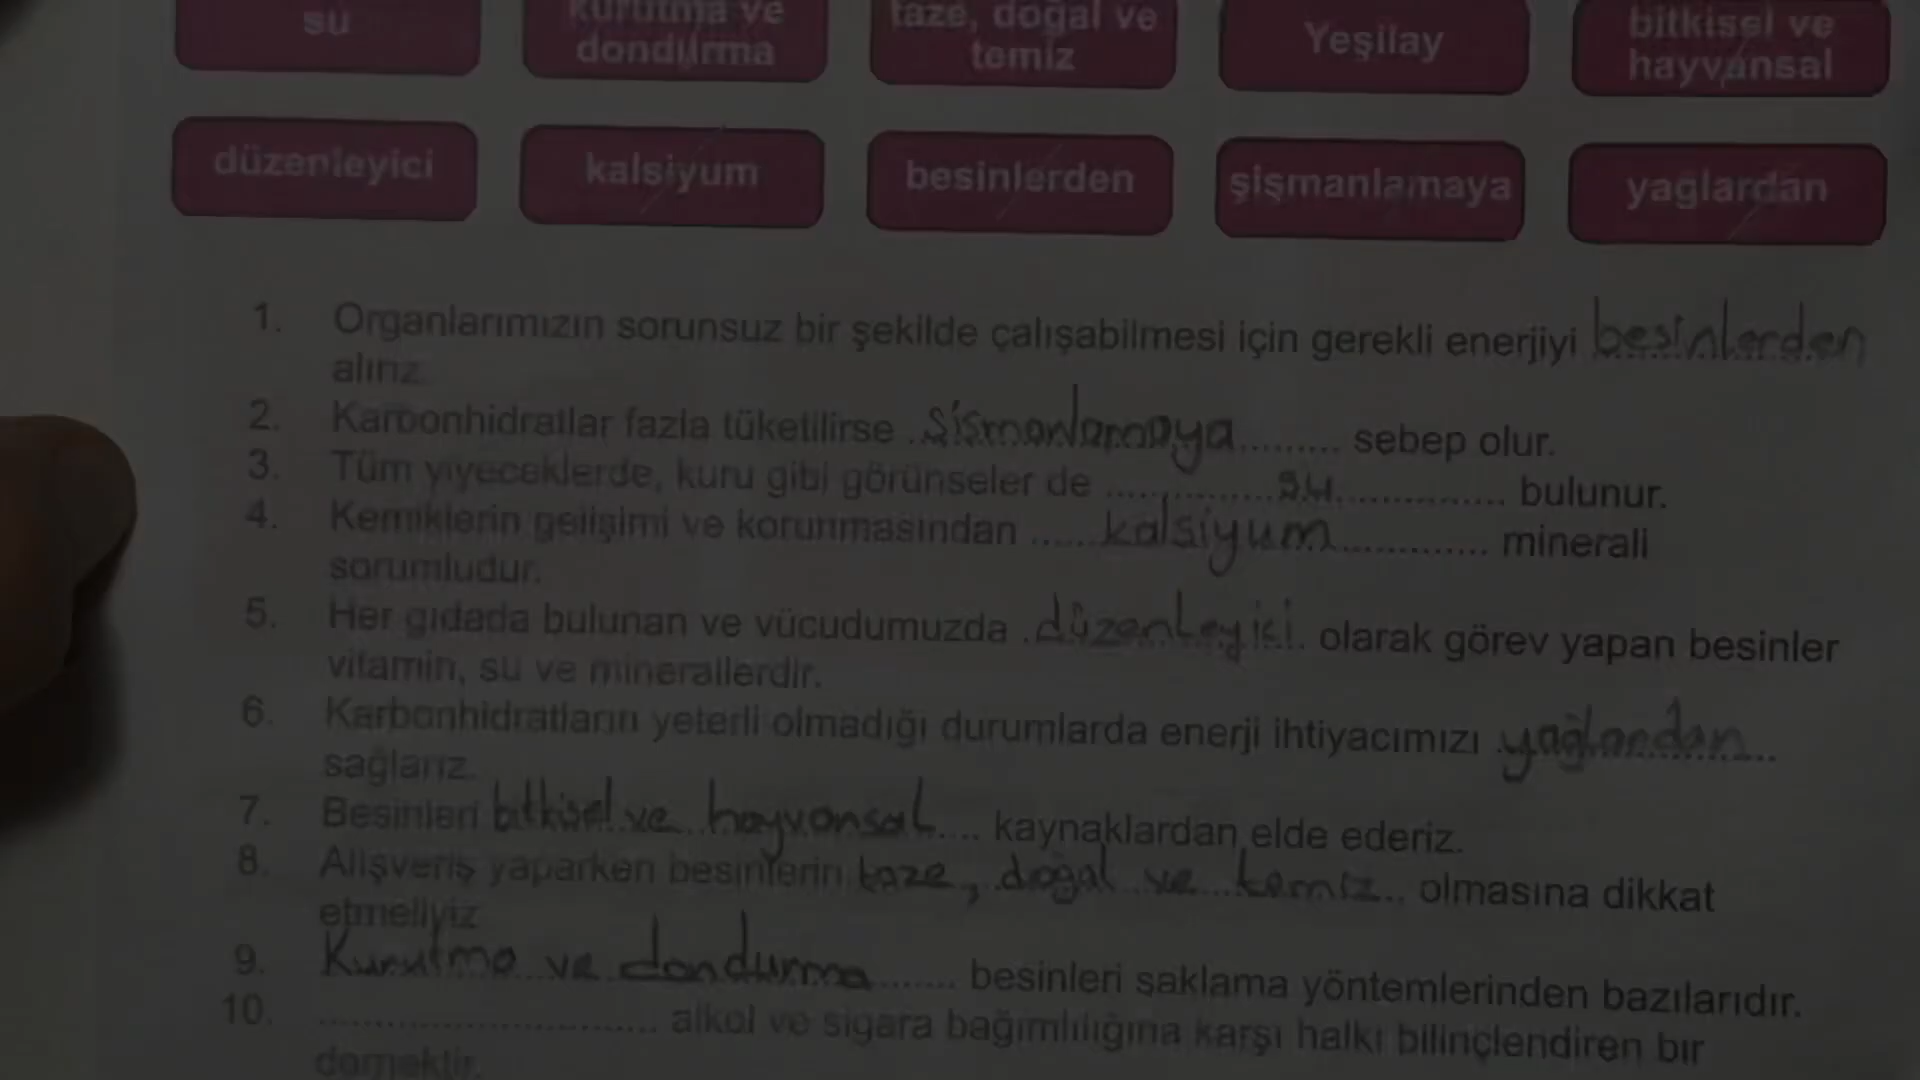 su
kurutma ve
dondurma
taze, doğal ve
temiz
Yeşilay
bitkisel ve
hayvansal
düzenleyici
kalsiyum
besinlerden
şişmanlamaya
yaglardan
1. Organlarımızın sorunsuz bir şekilde çalışabilmesi için gerekli enerjiyi besinlerden
alırız.
2. Karbonhidratlar fazla tüketilirse sismanlamaya sebep olur.
3. Tüm yiyeceklerde, kuru gibi görünseler de su bulunur.
4. Kemiklerin gelişimi ve korunmasından kalsiyum minerali
sorumludur.
5. Her gıdada bulunan ve vücudumuzda düzenleyici olarak görev yapan besinler
vitamin, su ve minerallerdir.
6. Karbonhidratların yeterli olmadığı durumlarda enerji ihtiyacımızı yağlardan
sağlarız.
7. Besinleri bitkisel ve hayvansal kaynaklardan elde ederiz.
8. Alışveriş yaparken besinlerin taze, doğal ve temiz olmasına dikkat
etmeliyiz
9. Kurutma ve dondurma besinleri saklama yöntemlerinden bazılarıdır.
10. .............................. alkol ve sigara bağımlılığına karşı halkı bilinçlendiren bir
dernektir.